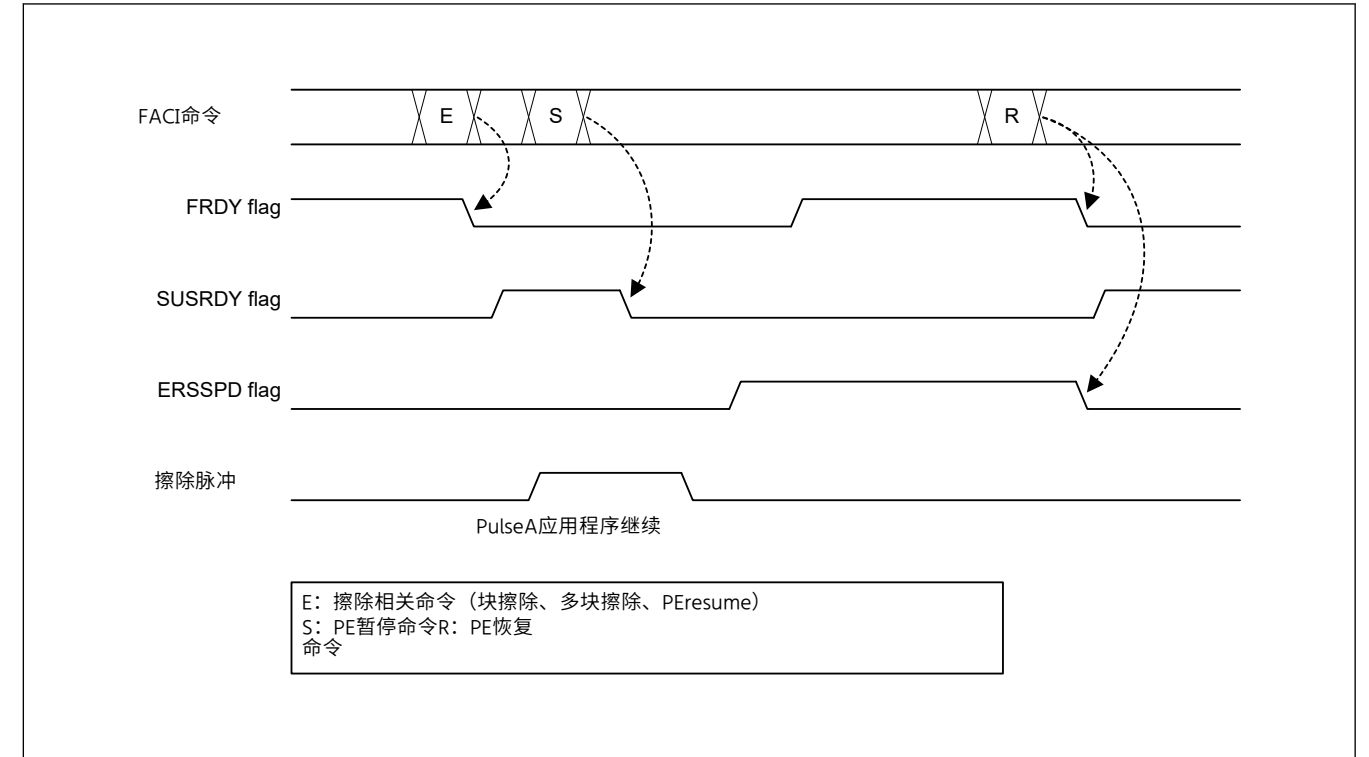 FACI命令
E
S
R
FRDY flag
SUSRDY flag
ERSSPD flag
擦除脉冲
PulseA应用程序继续
E：擦除相关命令（块擦除、多块擦除、PEresume）
S：PE暂停命令R：PE恢复
命令